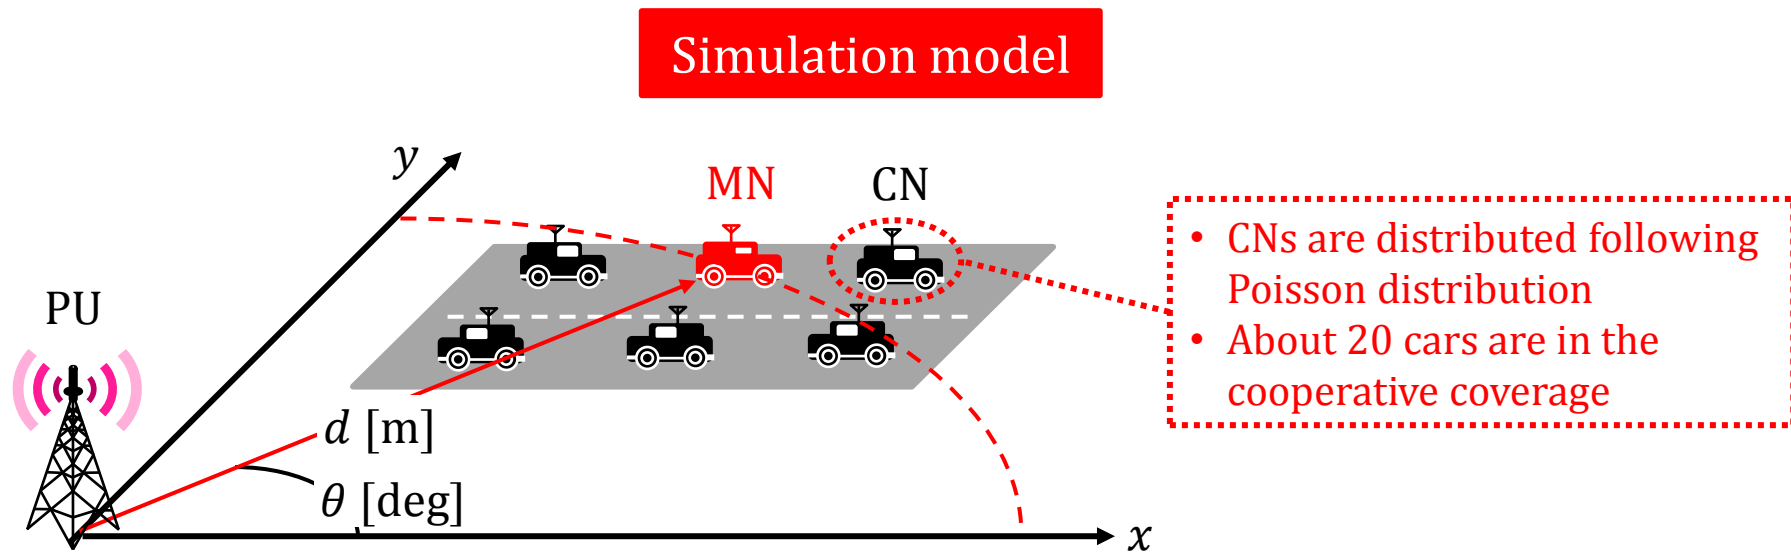 Simulation model
y
MN
CN
PU
• CNs are distributed following
Poisson distribution
• About 20 cars are in the
cooperative coverage
d [m]
θ [deg]
x